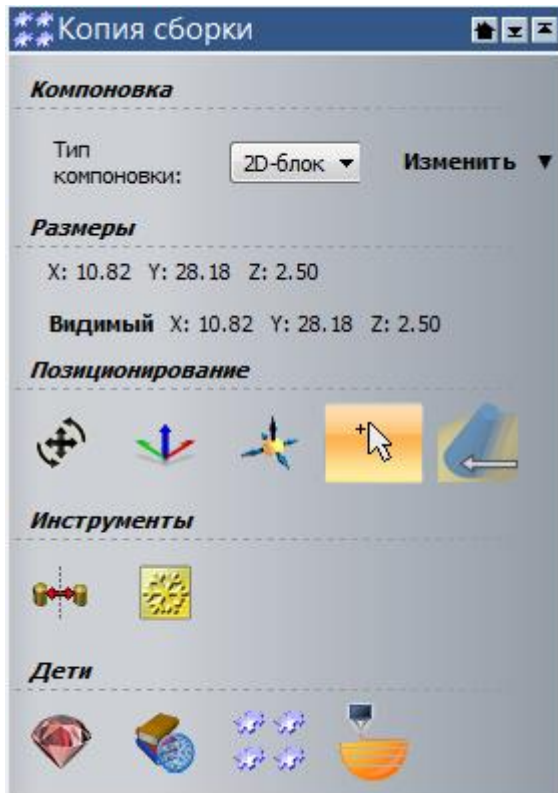 Копия сборки
Компоновка
Тип
компоновки:
2D-блок
Изменить
Размеры
X: 10.82 Y: 28.18 Z: 2.50
Видимый X: 10.82 Y: 28.18 Z: 2.50
Позиционирование
Инструменты
Дети